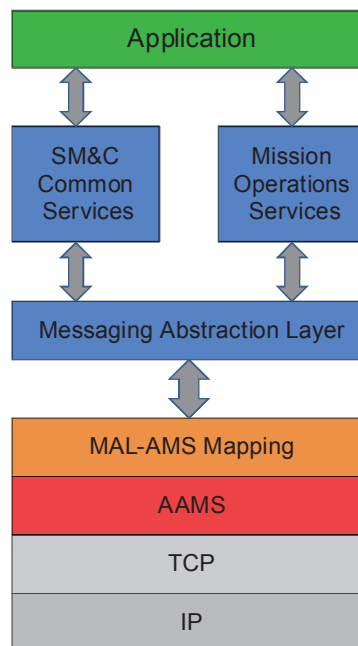 Application
SM&C
Common
Services
Mission
Operations
Services
Messaging Abstraction Layer
MAL-AMS Mapping
AAMS
TCP
IP